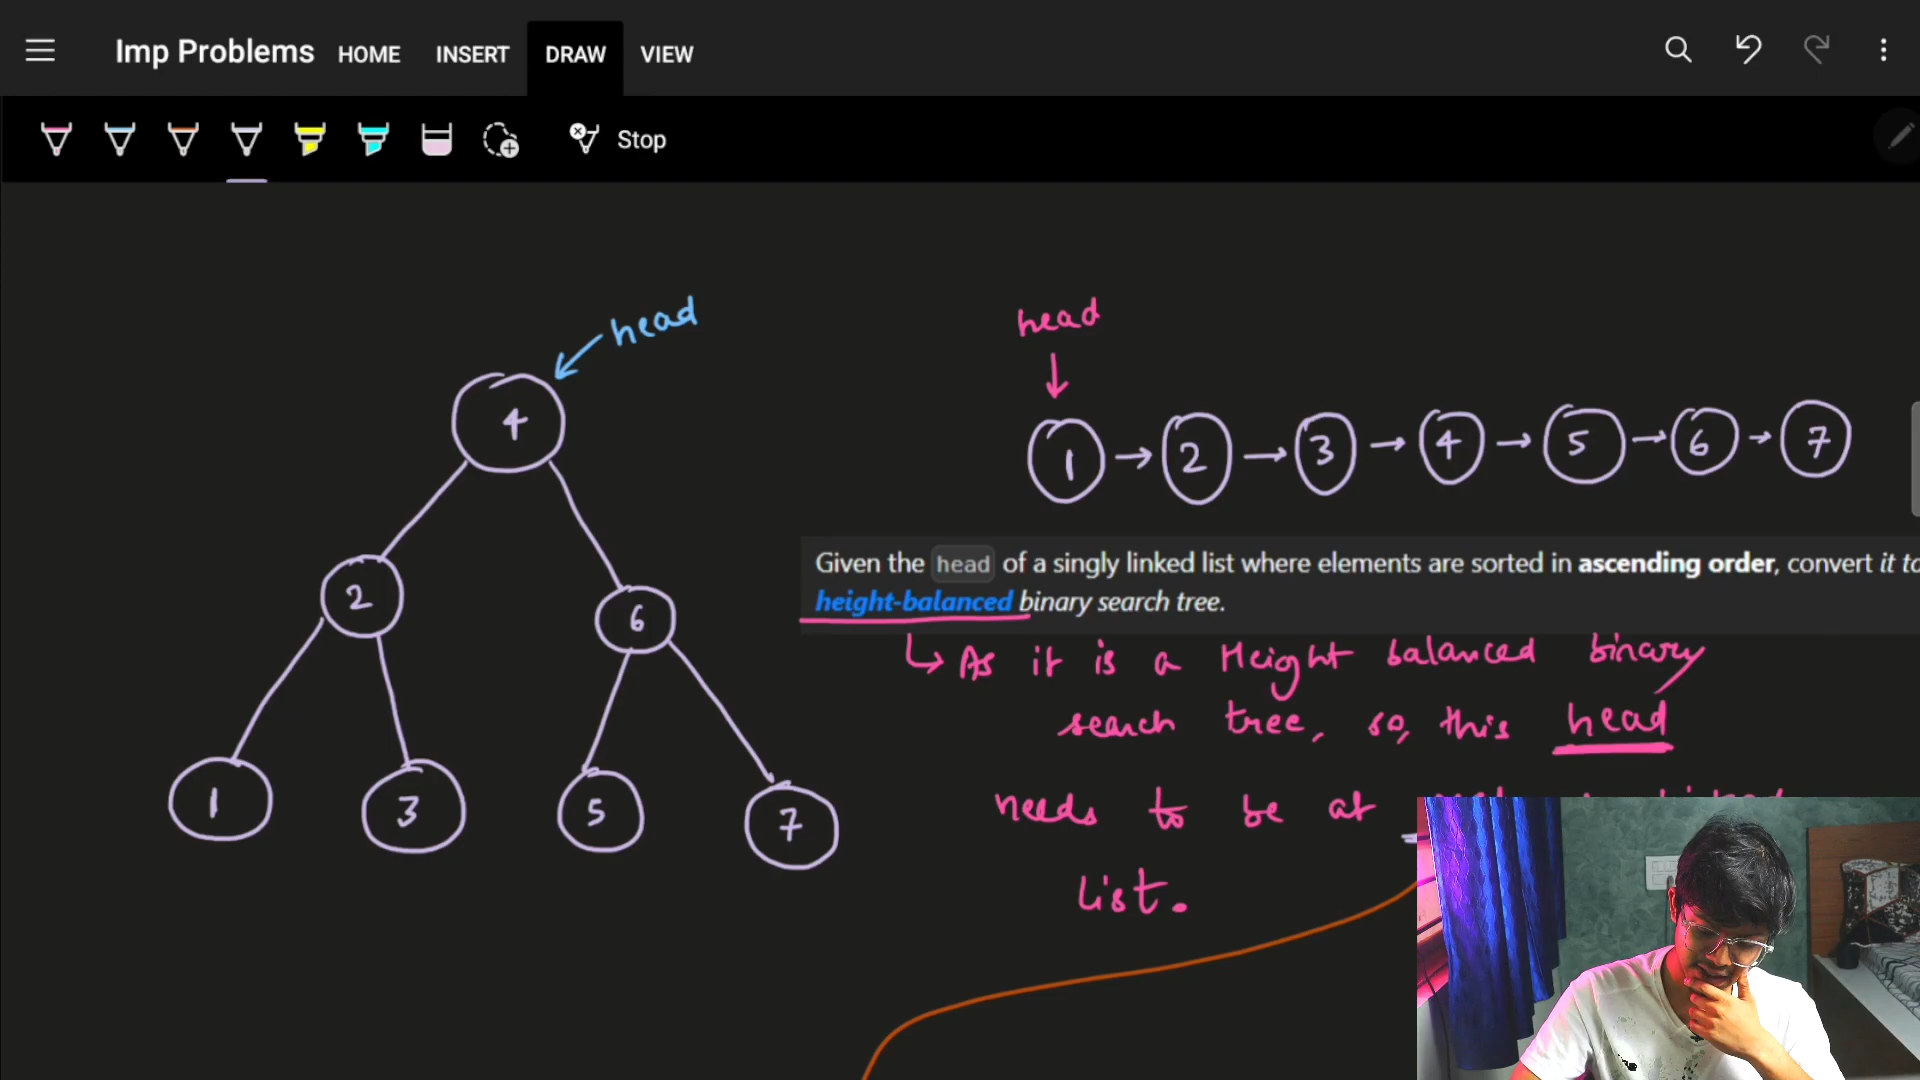 Imp Problems HOME INSERT DRAW VIEW
Stop
head
4
2
6
1
3
5
7
head
1 → 2 → 3 → 4 → 5 → 6 → 7
Given the head of a singly linked list where elements are sorted in ascending order, convert it to
height-balanced binary search tree.
↳ As it is a Height balanced binary
search tree, so, this head
needs to be at
list.